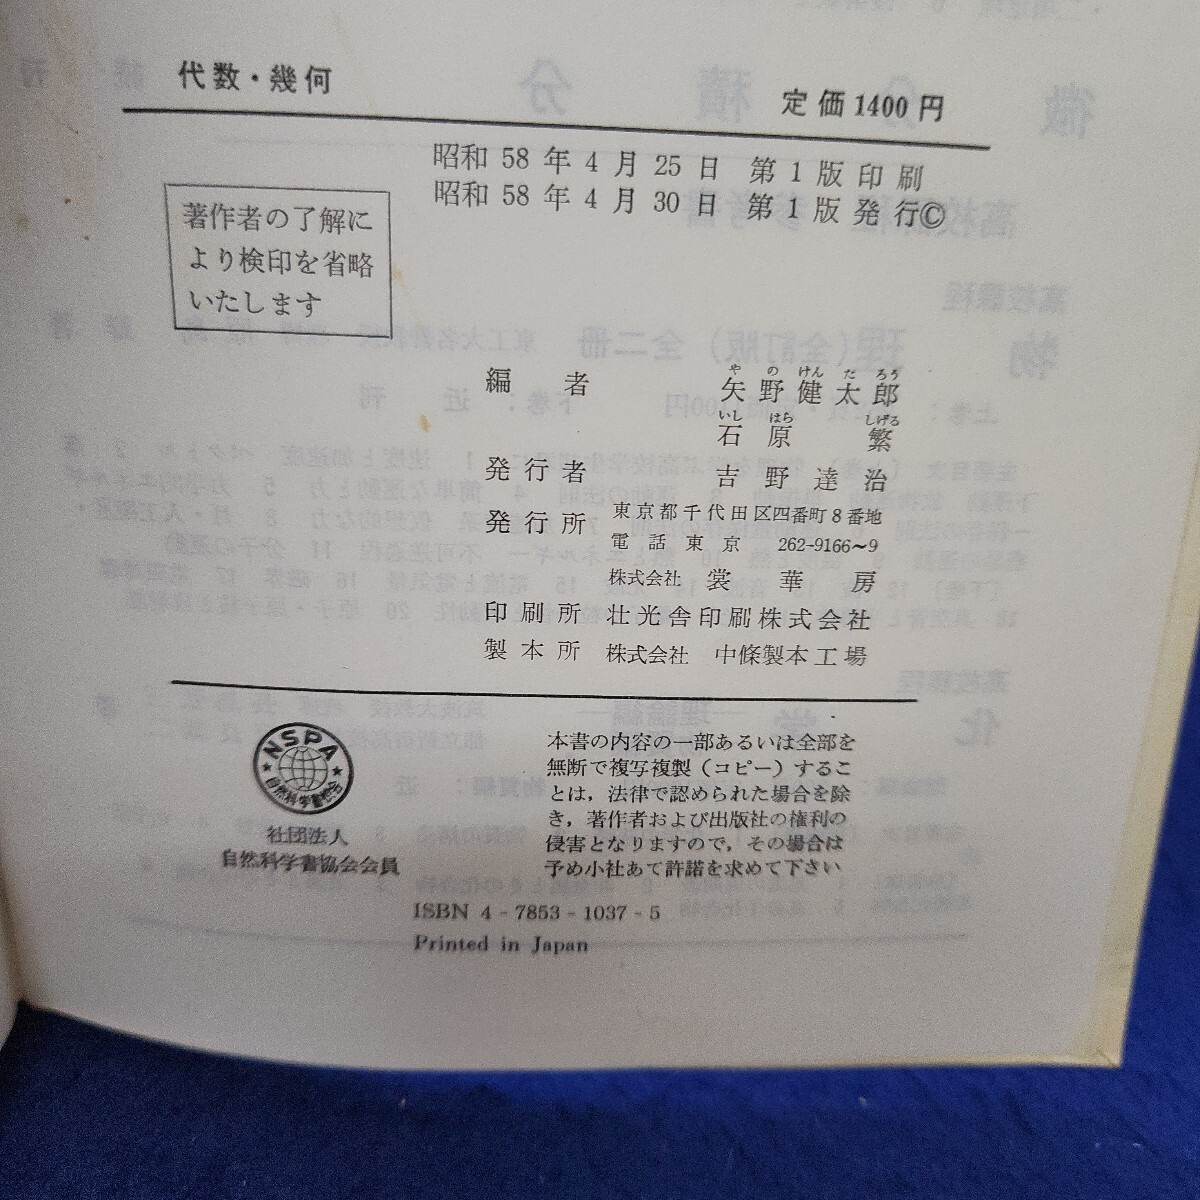 代数・幾何
定価1400円
昭和58年4月25日 第1版印刷
昭和58年4月30日 第1版発行©
著作者の了解に
より検印を省略
いたします
編者 矢野健太郎
やのけんたろう
石原繁
いしはらしげる
発行者 吉野達治
発行所 東京都千代田区四番町8番地
電話東京 262-9166～9
株式会社 裳華房
印刷所 壮光舎印刷株式会社
製本所 株式会社 中條製本工場
NSPA
自然科学書協会
社団法人
自然科学書協会会員
本書の内容の一部あるいは全部を
無断で複写複製（コピー）するこ
とは，法律で認められた場合を除
き，著作者および出版社の権利の
侵害となりますので，その場合は
予め小社あて許諾を求めて下さい
ISBN 4-7853-1037-5
Printed in Japan